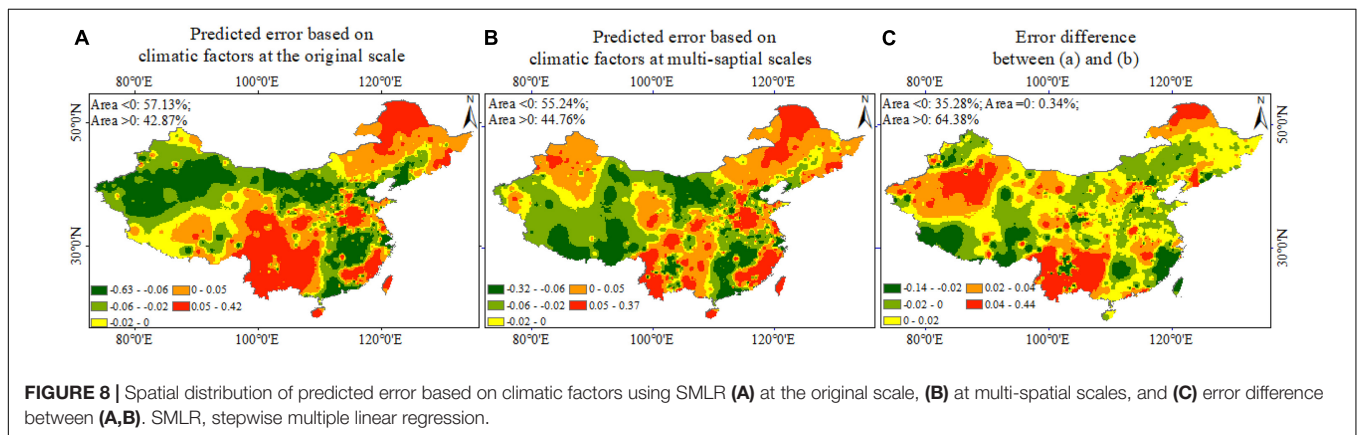 A
Predicted error based on
climatic factors at the original scale
80°0'E 100°0'E 120°0'E
50°0'N
30°0'N
Area <0: 57.13%;
Area >0: 42.87%
N
-0.63 - -0.06 0 - 0.05
-0.06 - -0.02 0.05 - 0.42
-0.02 - 0
80°0'E 100°0'E 120°0'E
B
Predicted error based on
climatic factors at multi-saptial scales
80°0'E 100°0'E 120°0'E
Area <0: 55.24%;
Area >0: 44.76%
N
-0.32 - -0.06 0 - 0.05
-0.06 - -0.02 0.05 - 0.37
-0.02 - 0
80°0'E 100°0'E 120°0'E
C
Error difference
between (a) and (b)
80°0'E 100°0'E 120°0'E
Area <0: 35.28%; Area =0: 0.34%;
Area >0: 64.38%
N
50°0'N
30°0'N
-0.14 - -0.02 0.02 - 0.04
-0.02 - 0 0.04 - 0.44
0 - 0.02
80°0'E 100°0'E 120°0'E
FIGURE 8 | Spatial distribution of predicted error based on climatic factors using SMLR (A) at the original scale, (B) at multi-spatial scales, and (C) error difference
between (A,B). SMLR, stepwise multiple linear regression.